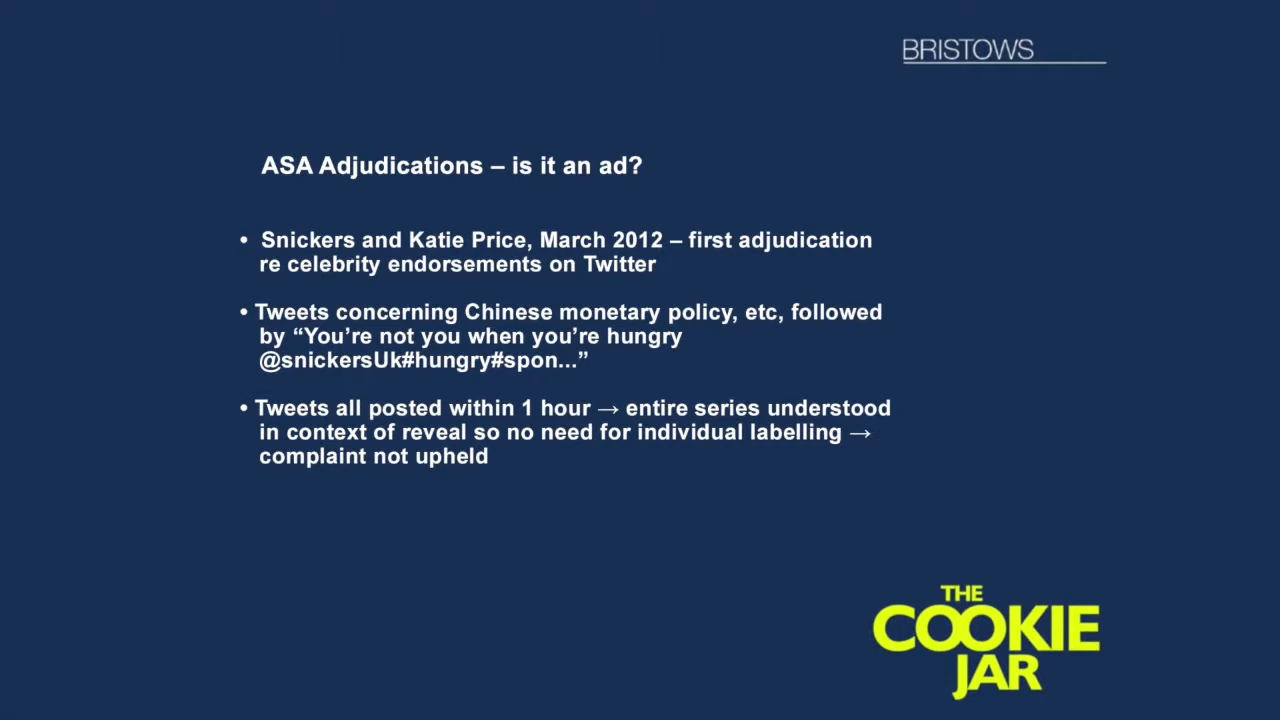 BRISTOWS
ASA Adjudications – is it an ad?
• Snickers and Katie Price, March 2012 – first adjudication
re celebrity endorsements on Twitter
• Tweets concerning Chinese monetary policy, etc, followed
by “You’re not you when you’re hungry
@snickersUk#hungry#spon...”
• Tweets all posted within 1 hour → entire series understood
in context of reveal so no need for individual labelling →
complaint not upheld
THE
COOKIE
JAR